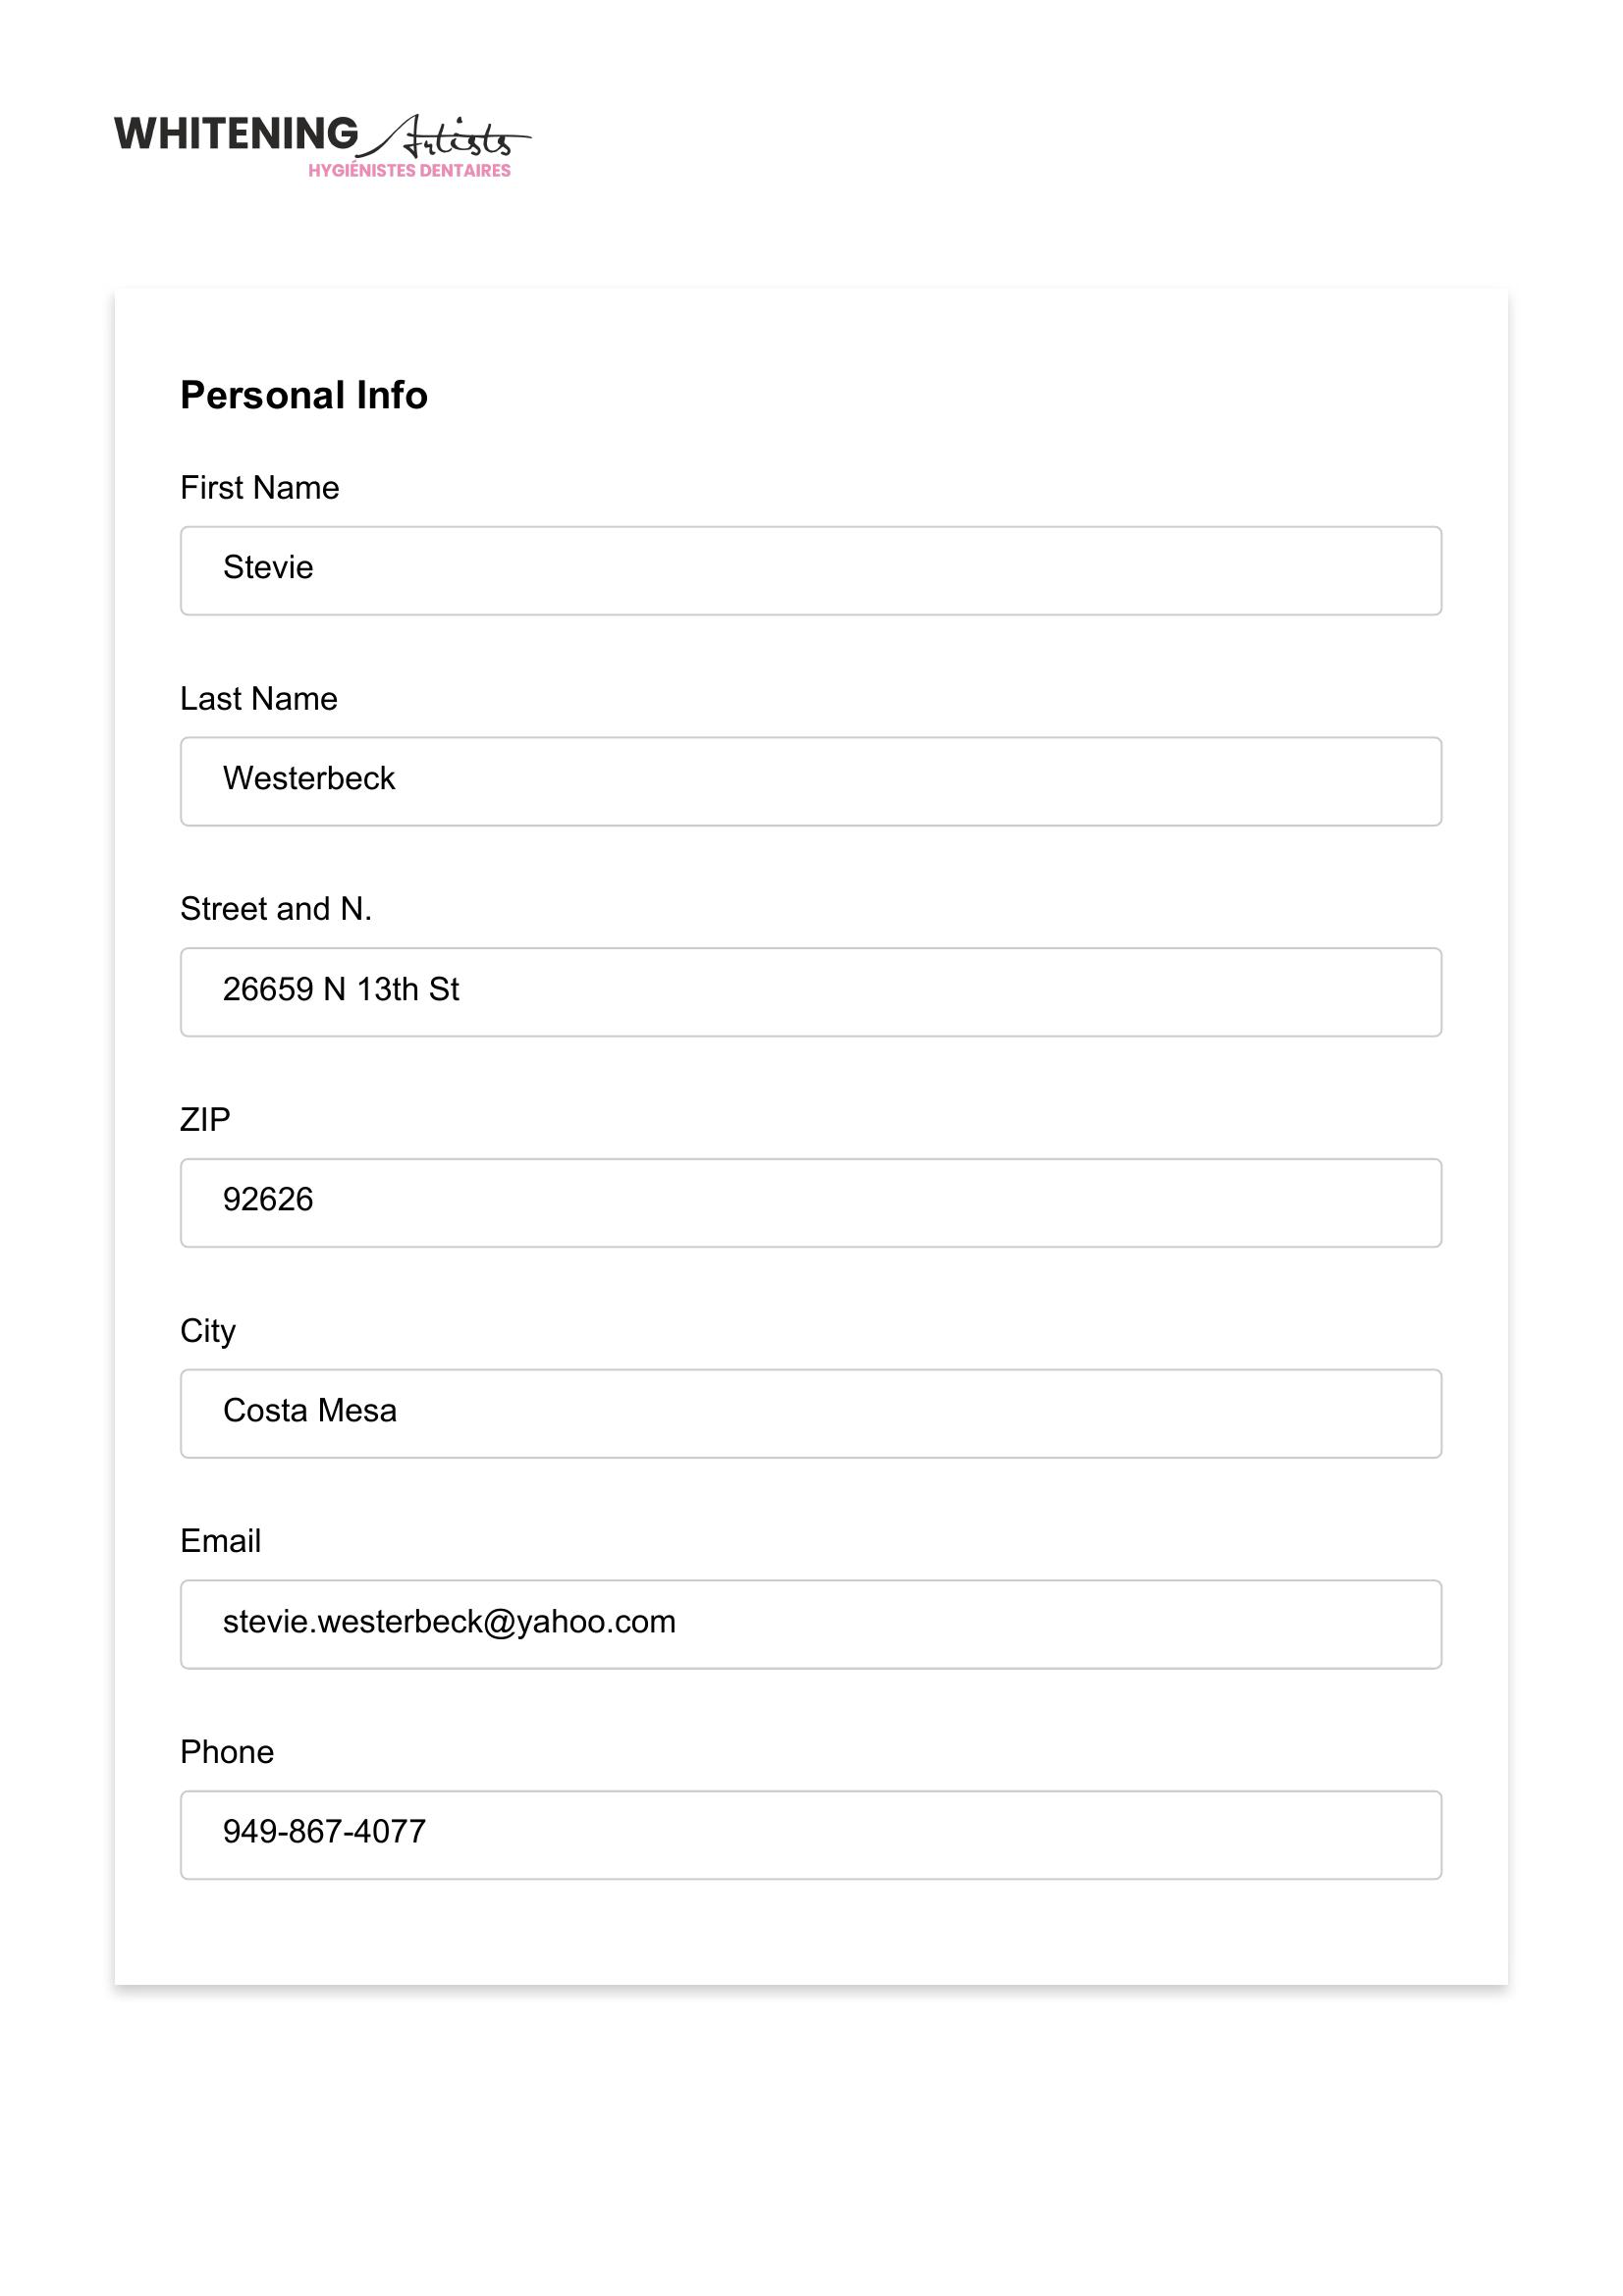 WHITENING Artists
HYGIÉNISTES DENTAIRES
Personal Info
First Name
Stevie
Last Name
Westerbeck
Street and N.
26659 N 13th St
ZIP
92626
City
Costa Mesa
Email
stevie.westerbeck@yahoo.com
Phone
949-867-4077